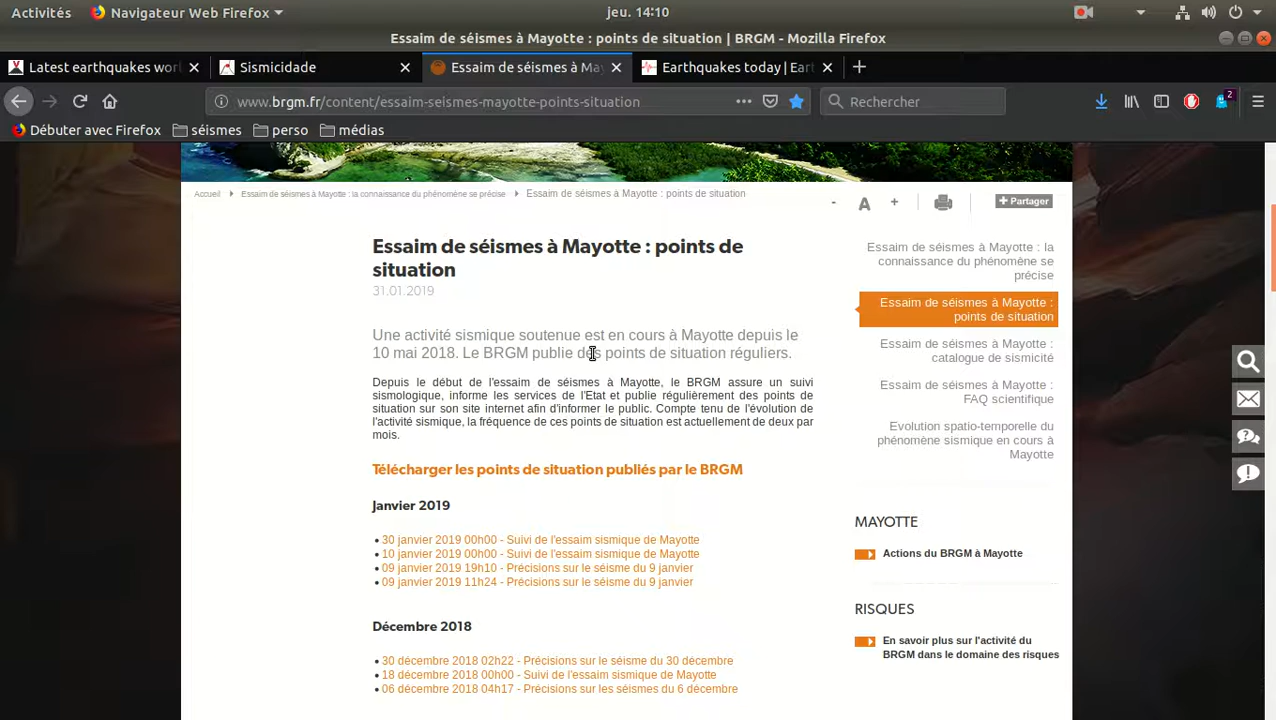 Activités Navigateur Web Firefox jeu. 14:10
Essaim de séismes à Mayotte : points de situation | BRGM - Mozilla Firefox
Latest earthquakes wor Sismicidade Essaim de séismes à Ma Earthquakes today | Eart
www.brgm.fr/content/essaim-seismes-mayotte-points-situation Rechercher 2
Débuter avec Firefox séismes perso médias
Accueil Essaim de séismes à Mayotte : la connaissance du phénomène se précise Essaim de séismes à Mayotte : points de situation
- A + Partager
Essaim de séismes à Mayotte : points de
situation
31.01.2019
Une activité sismique soutenue est en cours à Mayotte depuis le
10 mai 2018. Le BRGM publie des points de situation réguliers.
Depuis le début de l'essaim de séismes à Mayotte, le BRGM assure un suivi
sismologique, informe les services de l'Etat et publie régulièrement des points de
situation sur son site internet afin d'informer le public. Compte tenu de l'évolution de
l'activité sismique, la fréquence de ces points de situation est actuellement de deux par
mois.
Télécharger les points de situation publiés par le BRGM
Janvier 2019
• 30 janvier 2019 00h00 - Suivi de l'essaim sismique de Mayotte
• 10 janvier 2019 00h00 - Suivi de l'essaim sismique de Mayotte
• 09 janvier 2019 19h10 - Précisions sur le séisme du 9 janvier
• 09 janvier 2019 11h24 - Précisions sur le séisme du 9 janvier
Décembre 2018
• 30 décembre 2018 02h22 - Précisions sur le séisme du 30 décembre
• 18 décembre 2018 00h00 - Suivi de l'essaim sismique de Mayotte
• 06 décembre 2018 04h17 - Précisions sur les séismes du 6 décembre
Essaim de séismes à Mayotte : la
connaissance du phénomène se
précise
Essaim de séismes à Mayotte :
points de situation
Essaim de séismes à Mayotte :
catalogue de sismicité
Essaim de séismes à Mayotte :
FAQ scientifique
Evolution spatio-temporelle du
phénomène sismique en cours à
Mayotte
MAYOTTE
Actions du BRGM à Mayotte
RISQUES
En savoir plus sur l'activité du
BRGM dans le domaine des risques